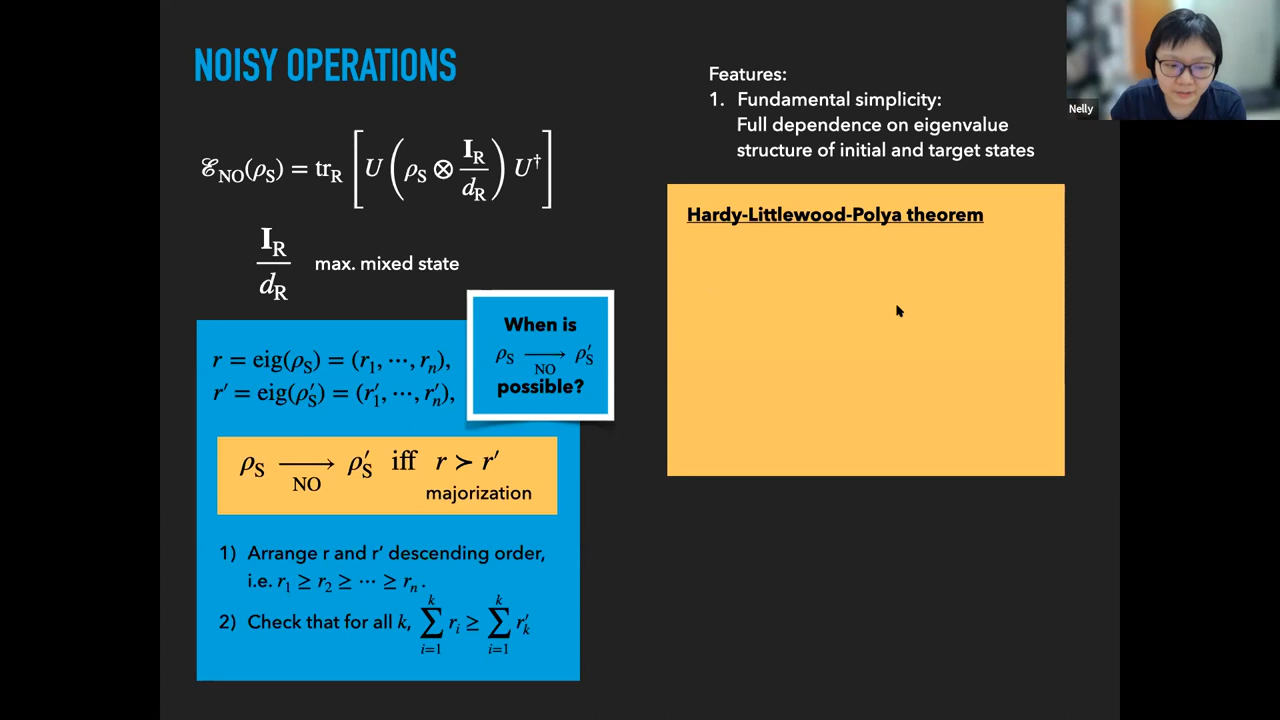 NOISY OPERATIONS
ℰ_NO(ρ_S) = tr_R [ U ( ρ_S ⊗ I_R / d_R ) U† ]
I_R / d_R max. mixed state
When is
ρ_S ⟶ ρ′_S
NO
possible?
r = eig(ρ_S) = (r_1, ⋯, r_n),
r′ = eig(ρ′_S) = (r′_1, ⋯, r′_n),
ρ_S ⟶ ρ′_S iff r ≻ r′
NO
majorization
1) Arrange r and r’ descending order,
i.e. r_1 ≥ r_2 ≥ ⋯ ≥ r_n .
2) Check that for all k, ∑_{i=1}^{k} r_i ≥ ∑_{i=1}^{k} r′_k
Features:
1. Fundamental simplicity:
Full dependence on eigenvalue
structure of initial and target states
Hardy-Littlewood-Polya theorem
Nelly